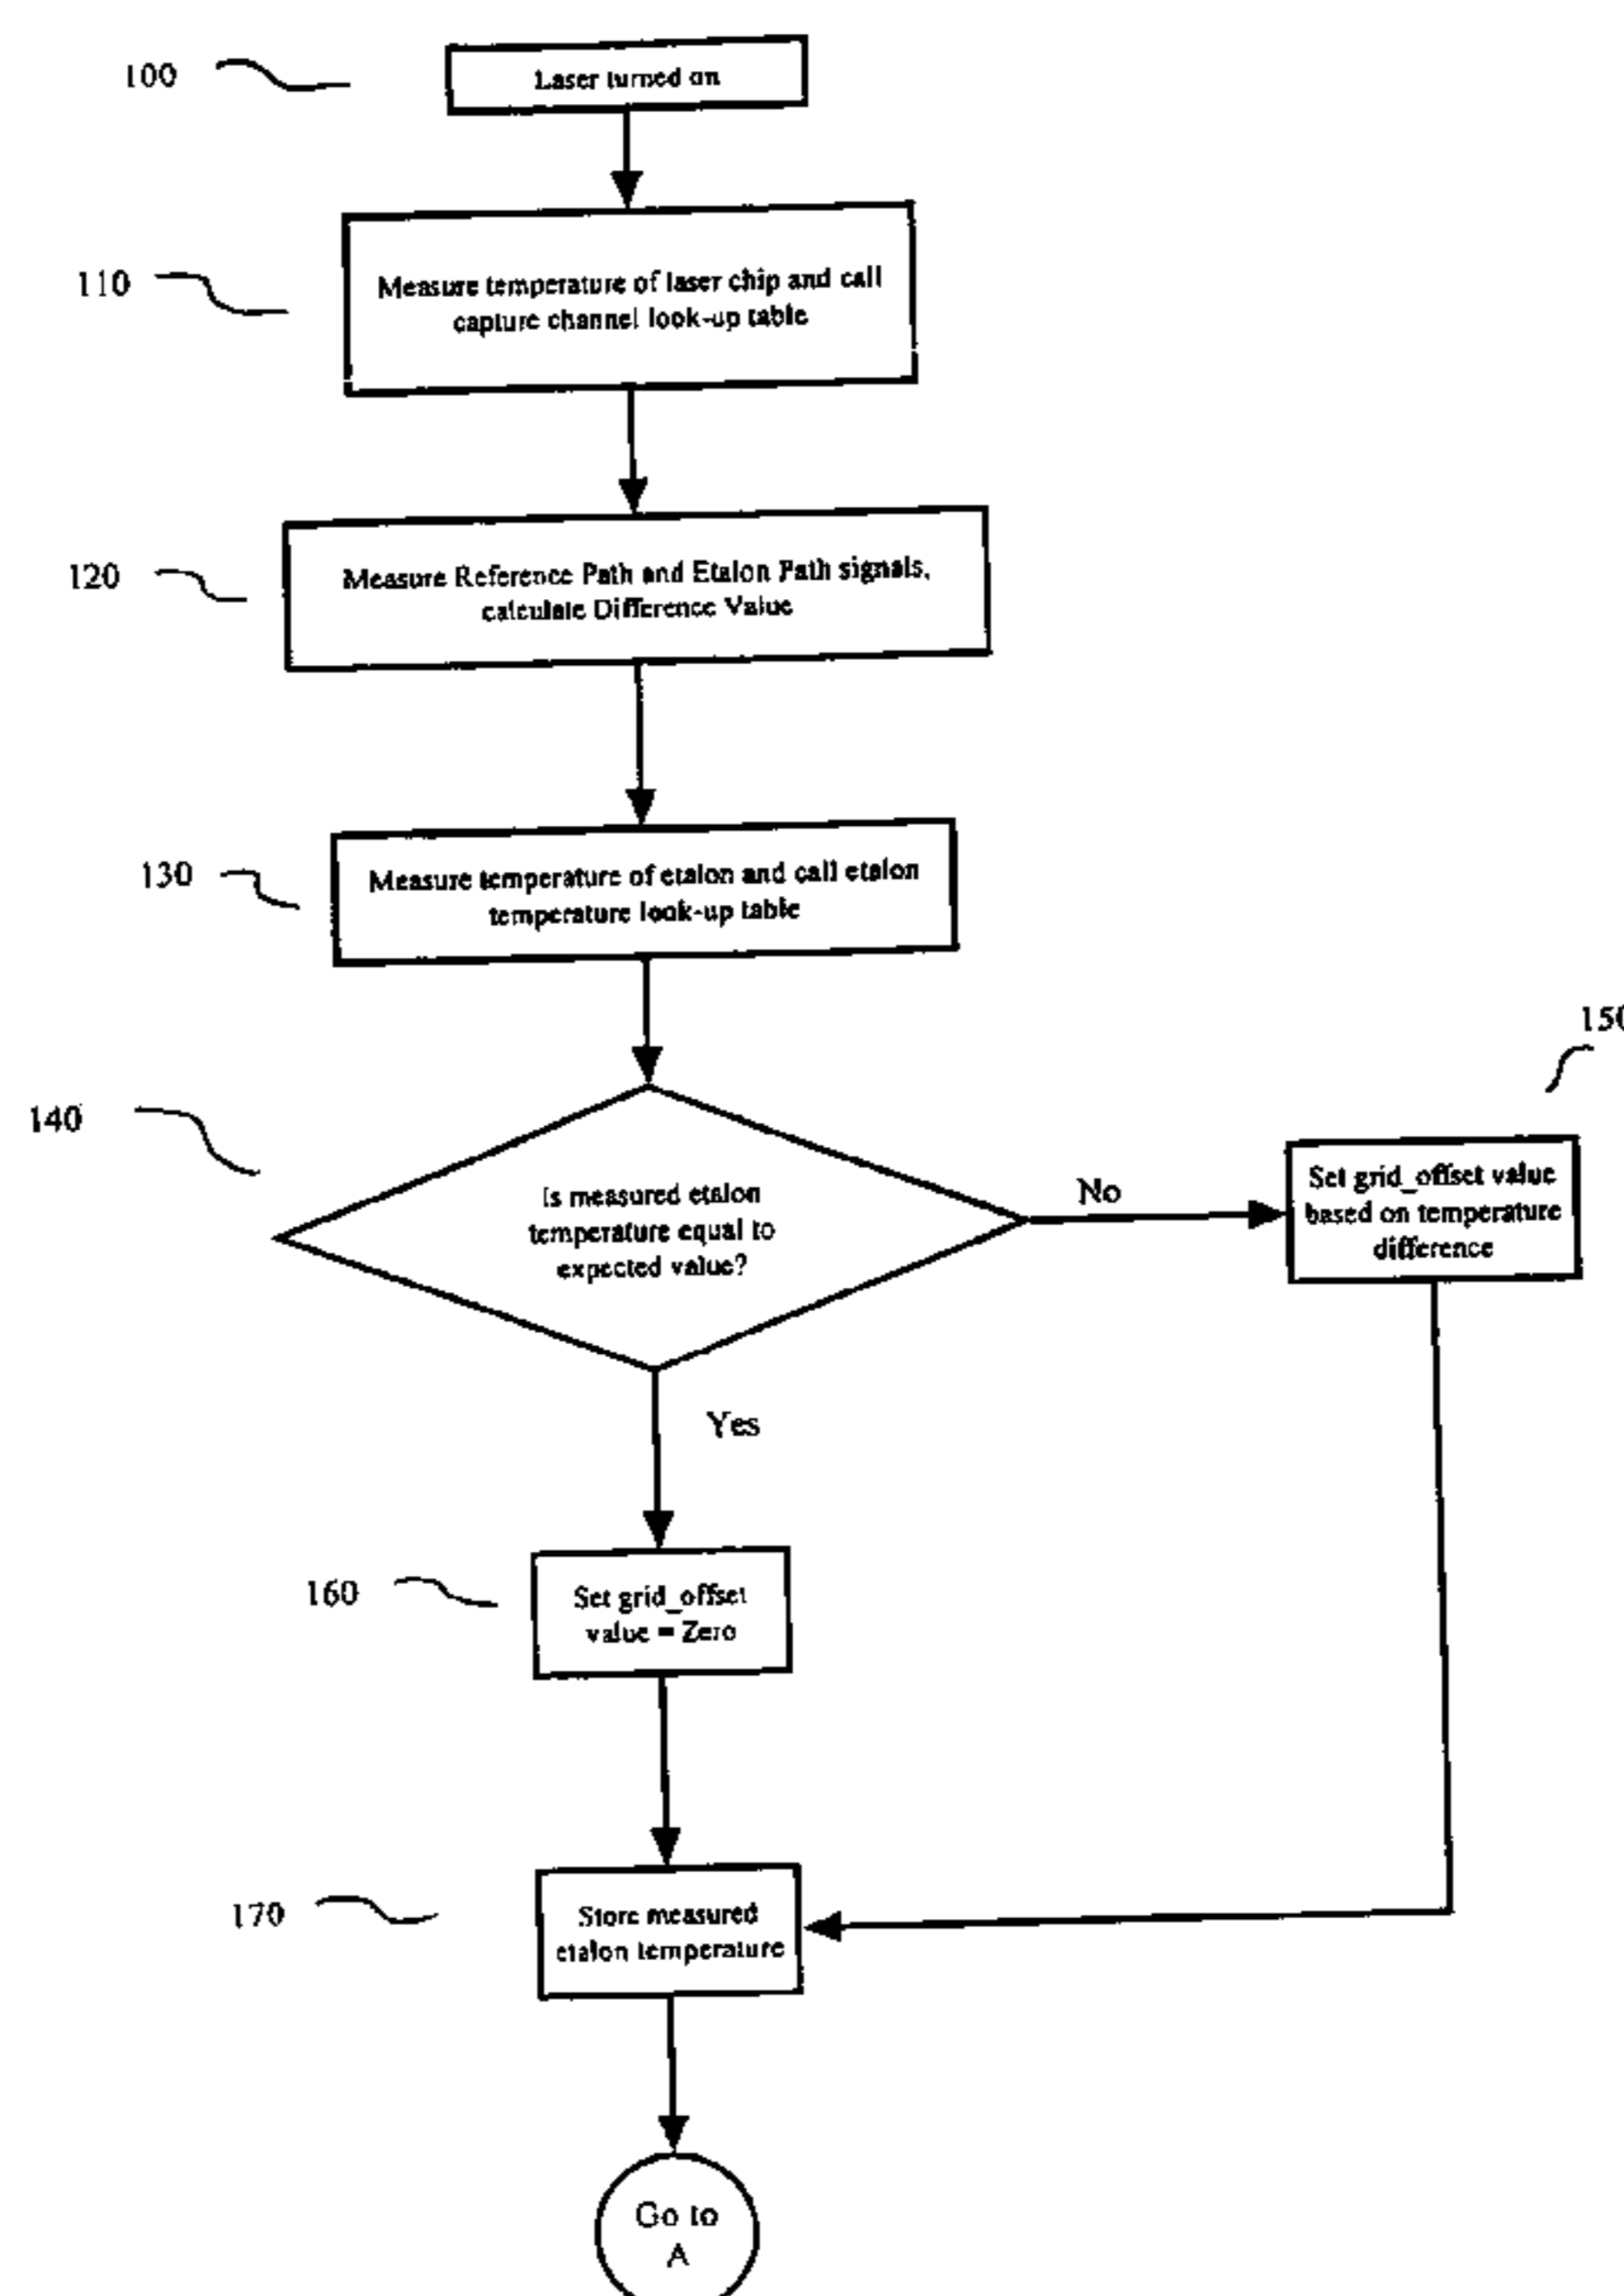 100
Laser turned on
110
Measure temperature of laser chip and call
capture channel look-up table
120
Measure Reference Path and Etalon Path signals,
calculate Difference Value
130
Measure temperature of etalon and call etalon
temperature look-up table
140
Is measured etalon
temperature equal to
expected value?
No
150
Set grid_offset value
based on temperature
difference
Yes
160
Set grid_offset
value = Zero
170
Store measured
etalon temperature
Go to
A